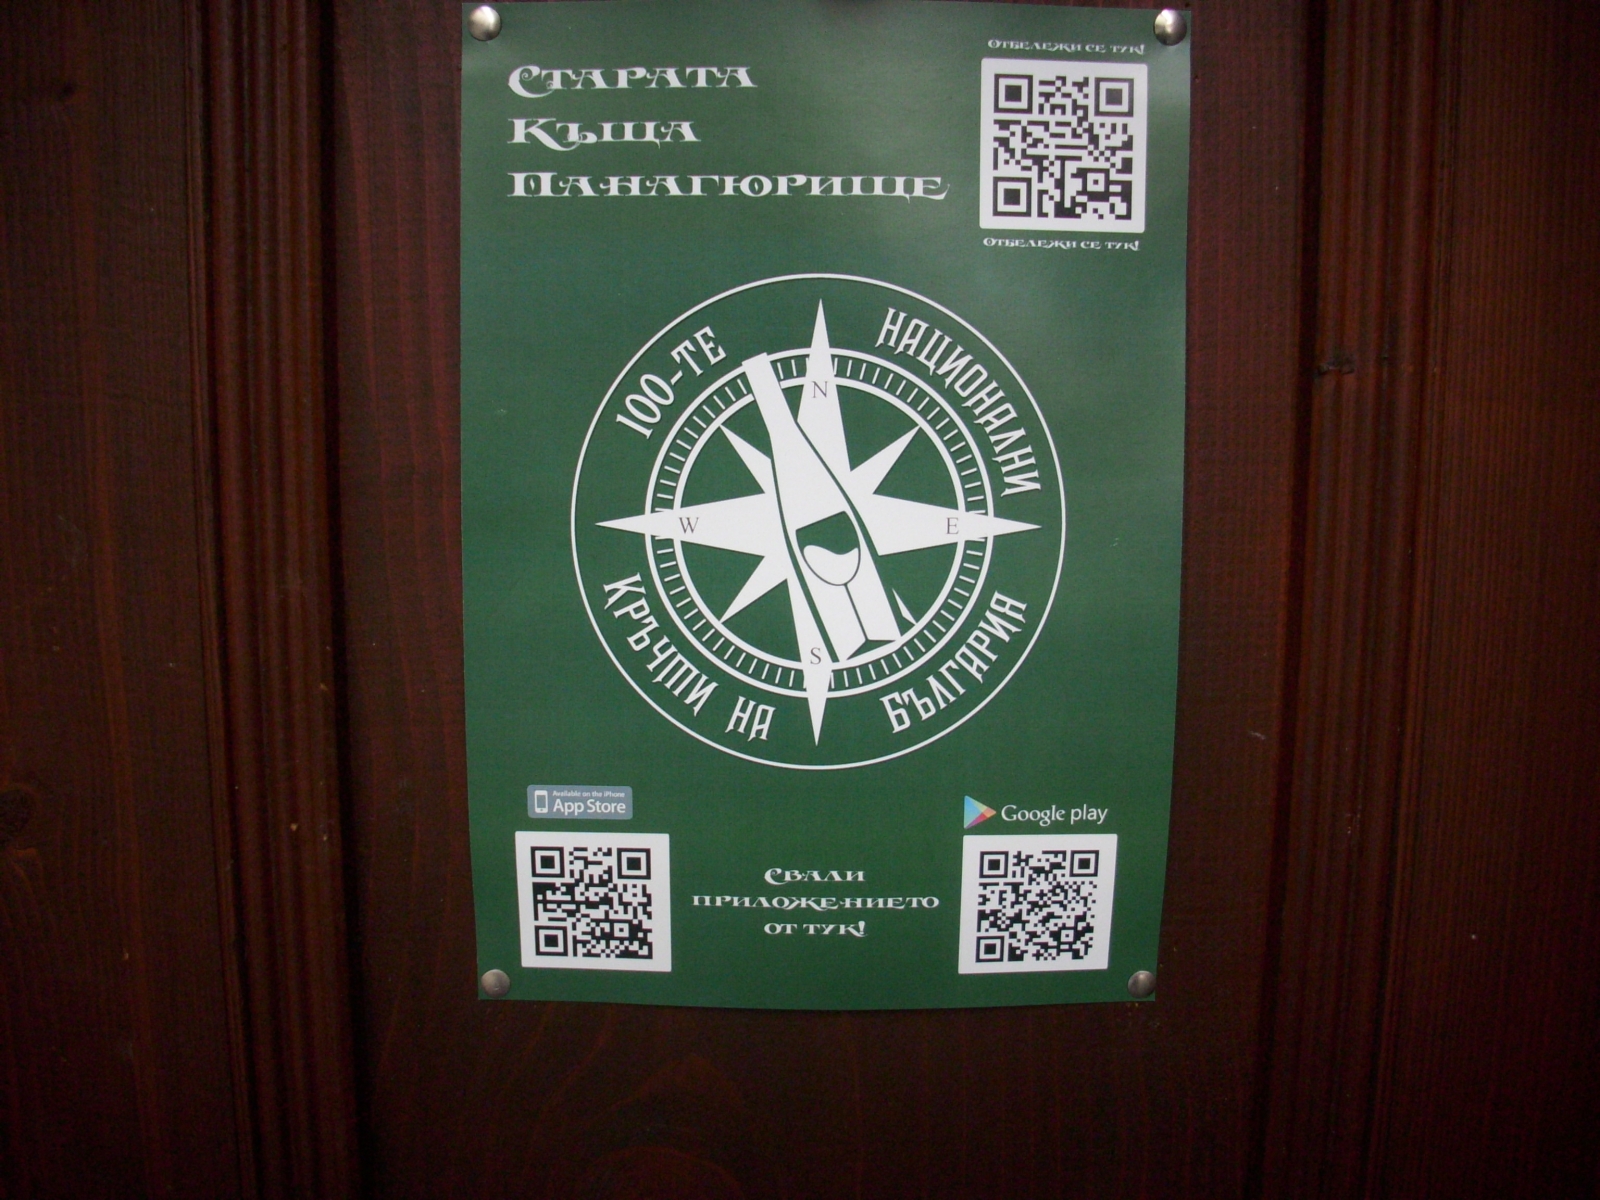 Отбележи се тук!
Старата
Къща
Панагюрище
Отбележи се тук!
100-ТЕ НАЦИОНАЛНИ
КРЪЧМИ НА БЪЛГАРИЯ
N
W
E
S
Available on the iPhone
App Store
Google play
Свали
приложението
от тук!